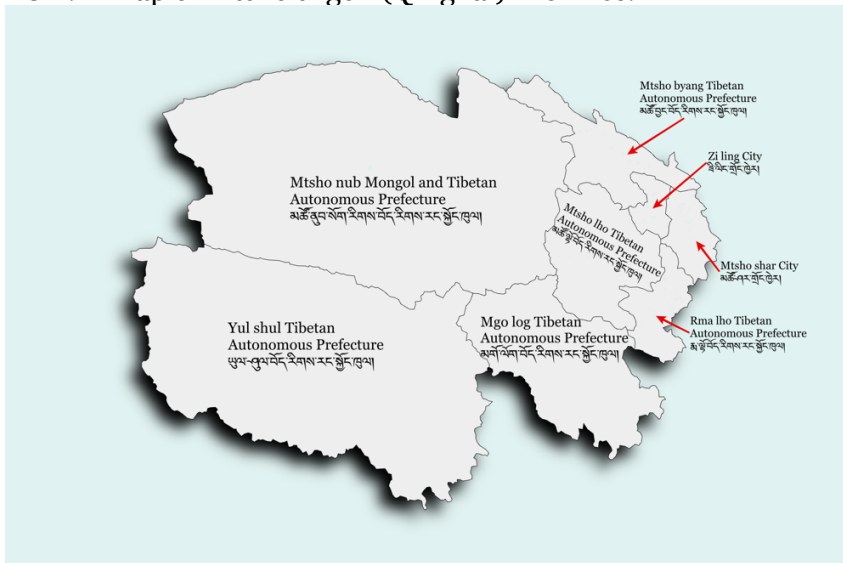 Mtsho byang Tibetan
Autonomous Prefecture
མཚོ་བྱང་བོད་རིགས་རང་སྐྱོང་ཁུལ།
Zi ling City
ཟི་ལིང་གྲོང་ཁྱེར།
Mtsho nub Mongol and Tibetan
Autonomous Prefecture
མཚོ་ནུབ་སོག་རིགས་བོད་རིགས་རང་སྐྱོང་ཁུལ།
Mtsho lho Tibetan
Autonomous Prefecture
མཚོ་ལྷོ་བོད་རིགས་རང་སྐྱོང་ཁུལ།
Mtsho shar City
མཚོ་ཤར་གྲོང་ཁྱེར།
Yul shul Tibetan
Autonomous Prefecture
ཡུལ་ཤུལ་བོད་རིགས་རང་སྐྱོང་ཁུལ།
Mgo log Tibetan
Autonomous Prefecture
མགོ་ལོག་བོད་རིགས་རང་སྐྱོང་ཁུལ།
Rma lho Tibetan
Autonomous Prefecture
རྨ་ལྷོ་བོད་རིགས་རང་སྐྱོང་ཁུལ།